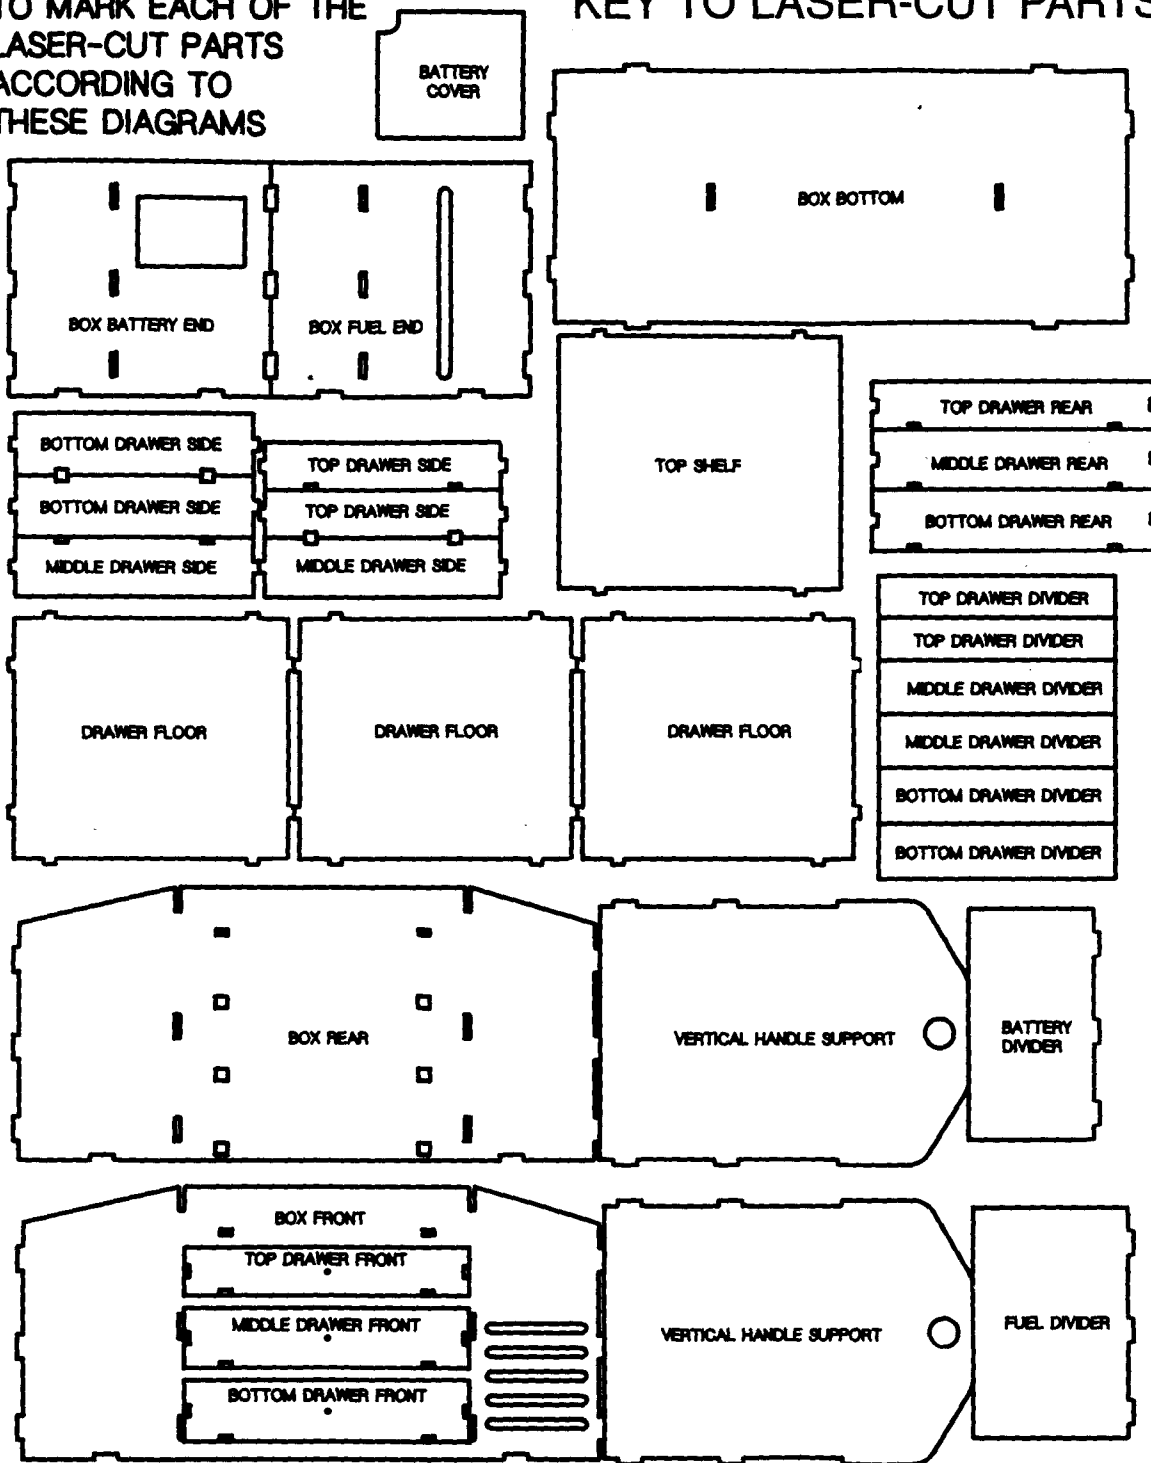 TO MARK EACH OF THE
LASER-CUT PARTS
ACCORDING TO
THESE DIAGRAMS
KEY TO LASER-CUT PARTS
BATTERY
COVER
BOX BOTTOM
BOX BATTERY END
BOX FUEL END
BOTTOM DRAWER SIDE
BOTTOM DRAWER SIDE
MIDDLE DRAWER SIDE
TOP DRAWER SIDE
TOP DRAWER SIDE
MIDDLE DRAWER SIDE
TOP SHELF
TOP DRAWER REAR
MIDDLE DRAWER REAR
BOTTOM DRAWER REAR
TOP DRAWER DIVIDER
TOP DRAWER DIVIDER
MIDDLE DRAWER DIVIDER
MIDDLE DRAWER DIVIDER
BOTTOM DRAWER DIVIDER
BOTTOM DRAWER DIVIDER
DRAWER FLOOR
DRAWER FLOOR
DRAWER FLOOR
BOX REAR
VERTICAL HANDLE SUPPORT
BATTERY
DIVIDER
BOX FRONT
TOP DRAWER FRONT
MIDDLE DRAWER FRONT
BOTTOM DRAWER FRONT
VERTICAL HANDLE SUPPORT
FUEL DIVIDER